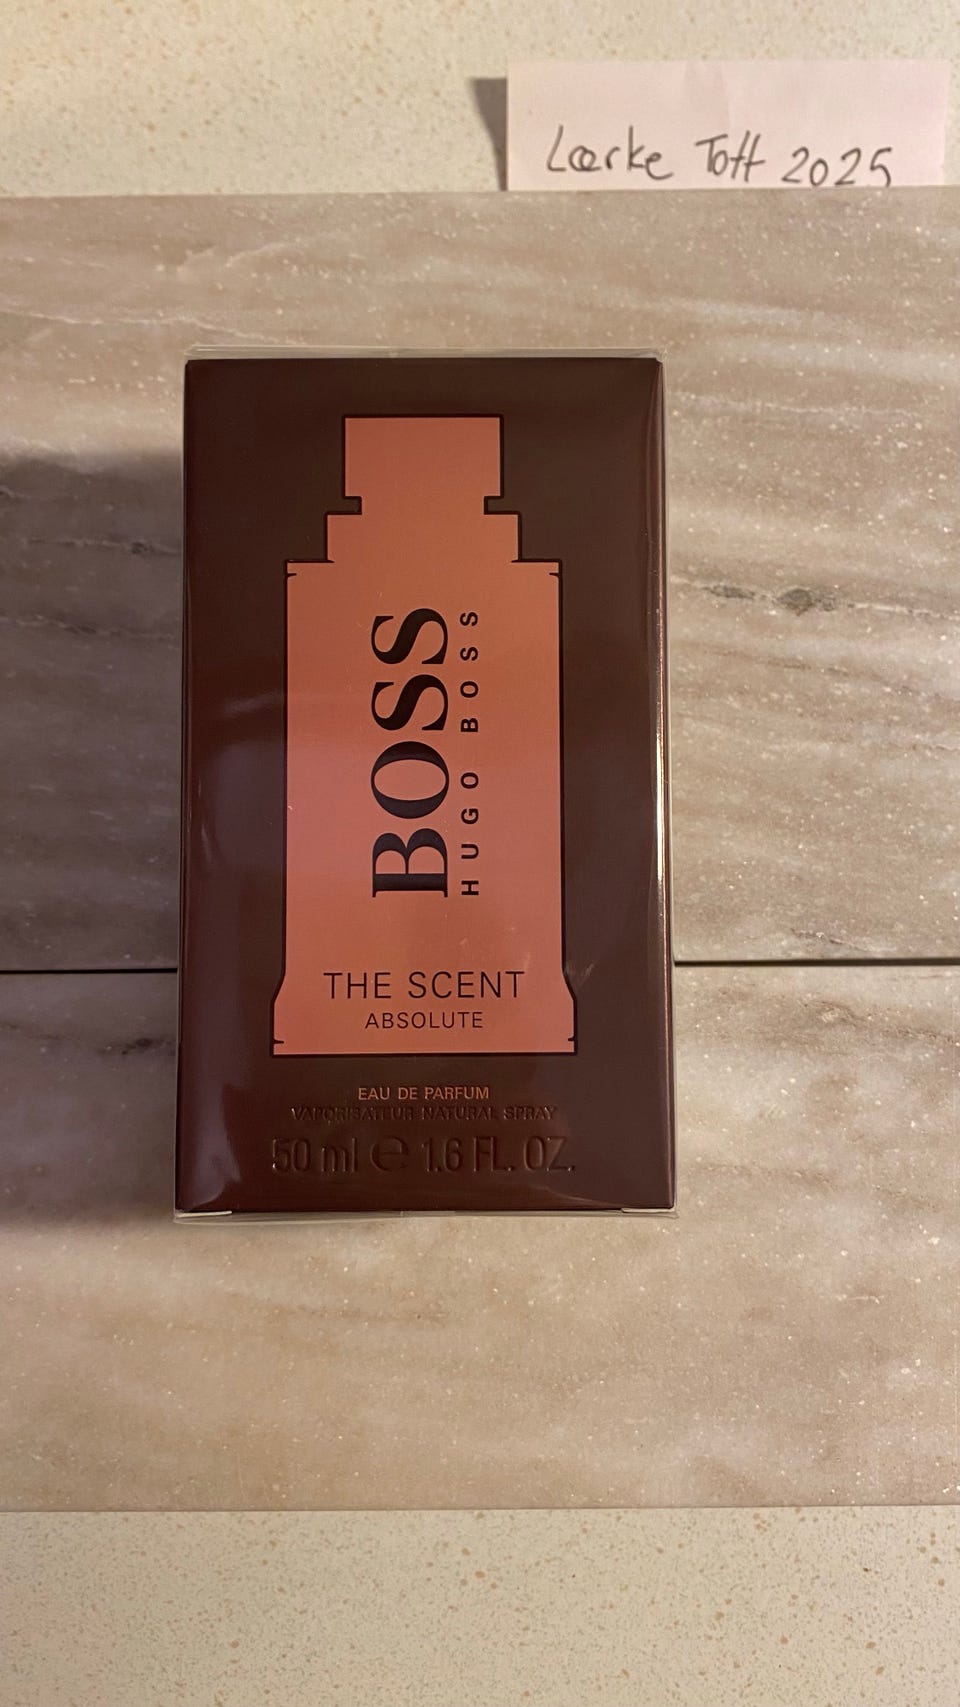 Lærke Toft 2025
BOSS
HUGO BOSS
THE SCENT
ABSOLUTE
EAU DE PARFUM
VAPORISATEUR NATURAL SPRAY
50 ml ℮ 1.6 FL. OZ.